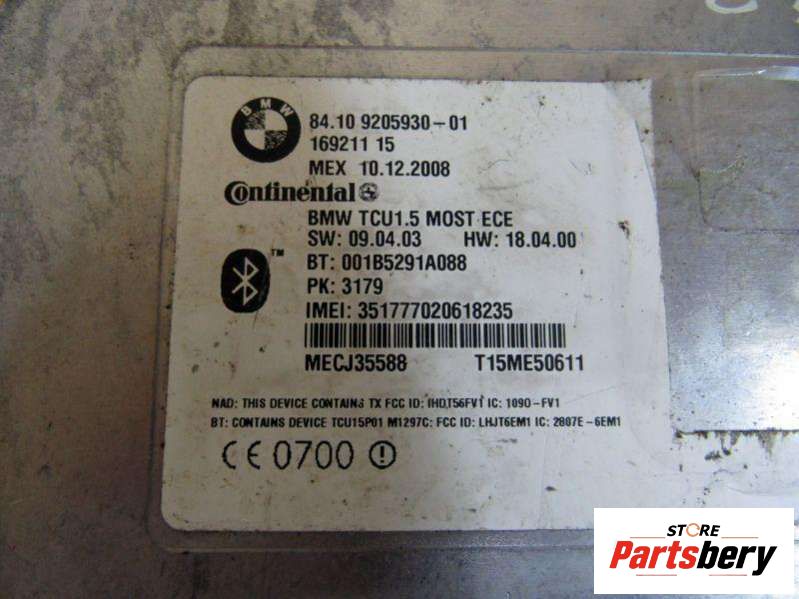 BMW
84.10 9205930-01
169211 15
MEX 10.12.2008
Continental
BMW TCU1.5 MOST ECE
SW: 09.04.03 HW: 18.04.00
TM
BT: 001B5291A088
PK: 3179
IMEI: 351777020618235
MECJ35588 T15ME50611
NAD: THIS DEVICE CONTAINS TX FCC ID: IHDT56FV1 IC: 1090-FV1
BT: CONTAINS DEVICE TCU15P01 M1297C: FCC ID: LHJT6EM1 IC: 2807E-6EM1
CE 0700
STORE
Partsbery